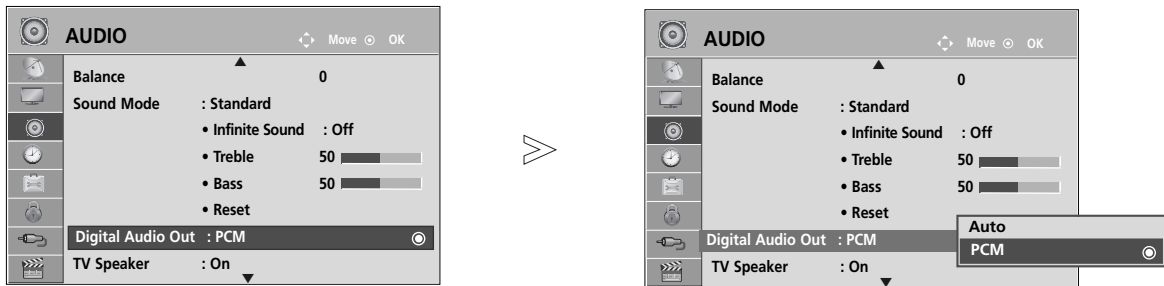 AUDIO Move OK
Balance 0
Sound Mode : Standard
• Infinite Sound : Off
• Treble 50
• Bass 50
• Reset
Digital Audio Out : PCM
TV Speaker : On
AUDIO Move OK
Balance 0
Sound Mode : Standard
• Infinite Sound : Off
• Treble 50
• Bass 50
• Reset
Digital Audio Out : PCM
TV Speaker : On
Auto
PCM